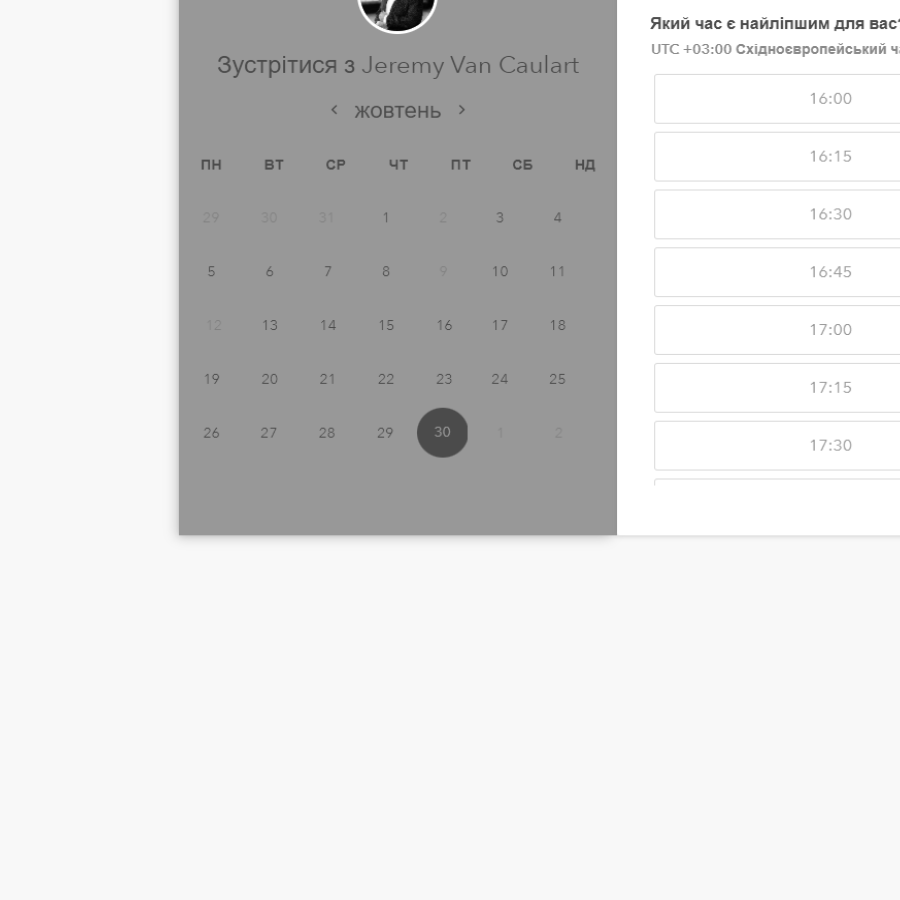 Зустрітися з Jeremy Van Caulart
жовтень
ПН ВТ СР ЧТ ПТ СБ НД
29 30 31 1 2 3 4
5 6 7 8 9 10 11
12 13 14 15 16 17 18
19 20 21 22 23 24 25
26 27 28 29 30 1 2
Який час є найліпшим для вас?
UTC +03:00 Східноєвропейський
16:00
16:15
16:30
16:45
17:00
17:15
17:30